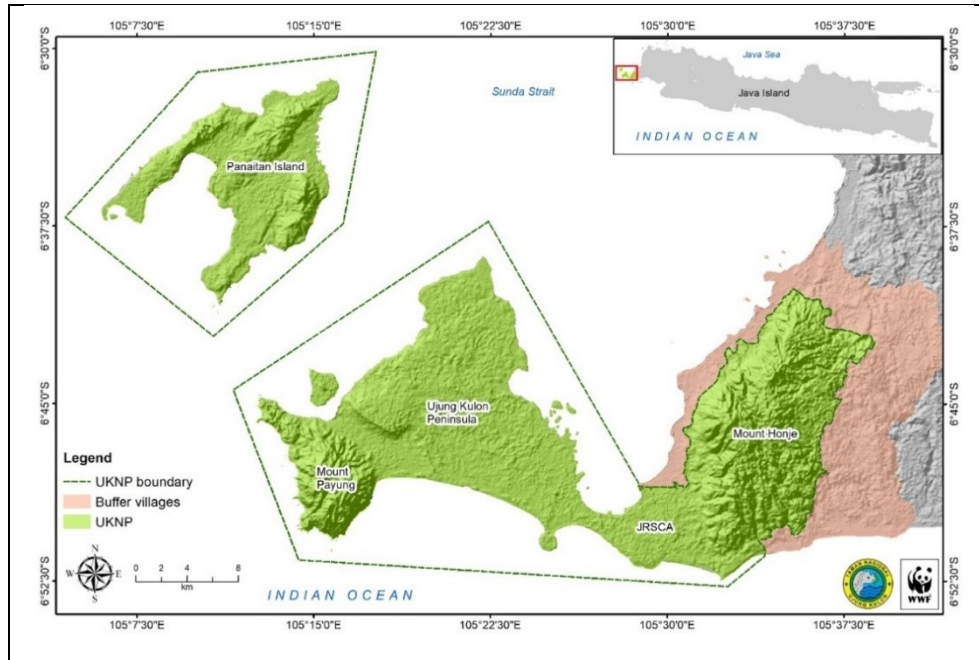 105°7'30"E 105°15'0"E 105°22'30"E 105°30'0"E 105°37'30"E
6°30'0"S 6°30'0"S
Java Sea
Sunda Strait
Java Island
INDIAN OCEAN
Panaitan Island
6°37'30"S 6°37'30"S
6°45'0"S 6°45'0"S
Ujung Kulon
Peninsula
Mount Honje
Legend
UKNP boundary
Buffer villages
UKNP
Mount
Payung
JRSCA
N
W E
S
0 2 4 8
km
INDIAN OCEAN
TAMAN NASIONAL
UJUNG KULON
WWF
6°52'30"S 6°52'30"S
105°7'30"E 105°15'0"E 105°22'30"E 105°30'0"E 105°37'30"E